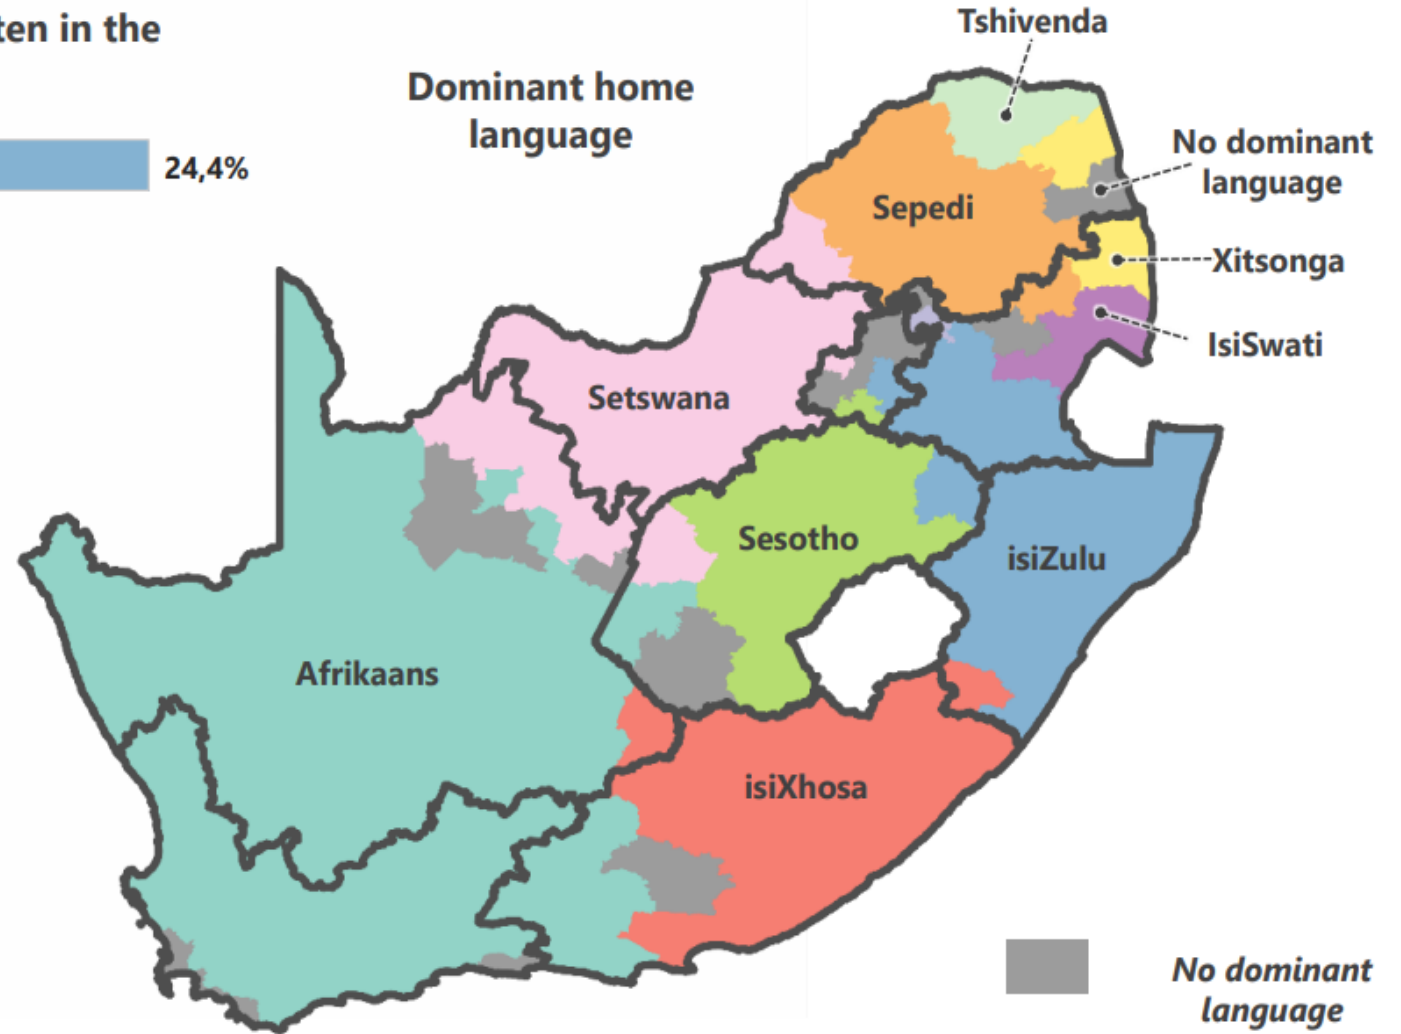 ten in the
24,4%
Dominant home
language
Tshivenda
No dominant
language
Sepedi
Xitsonga
IsiSwati
Setswana
Sesotho
isiZulu
Afrikaans
isiXhosa
No dominant
language